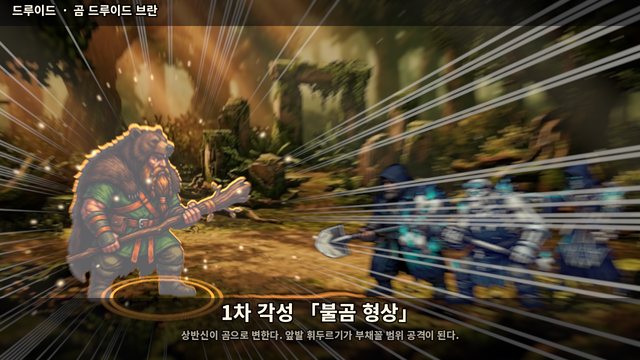 드루이드 · 곰 드루이드 브란
1차 각성 「불곰 형상」
상반신이 곰으로 변한다. 앞발 휘두르기가 부채꼴 범위 공격이 된다.